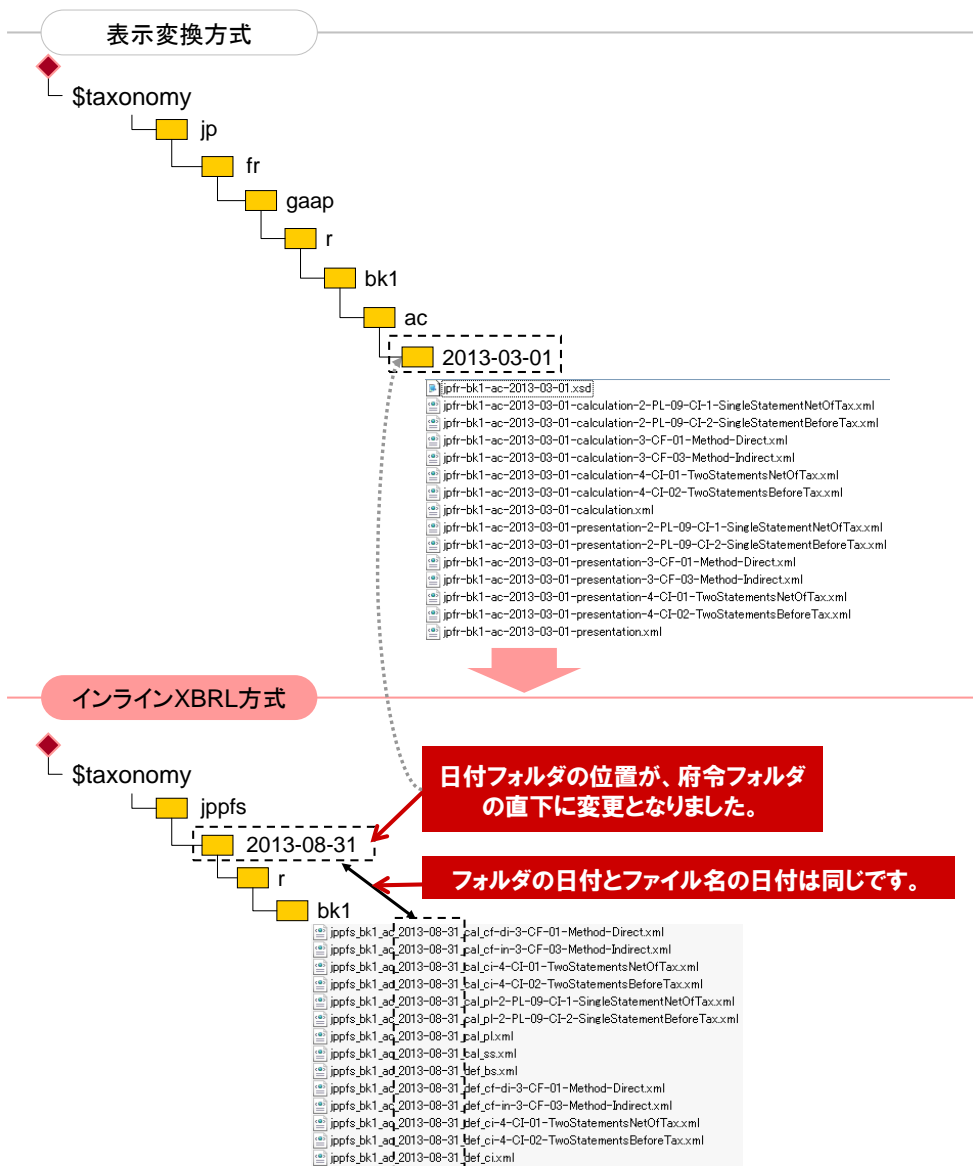 表示変換方式
$taxonomy
jp
fr
gaap
r
bk1
ac
2013-03-01
jpfr-bk1-ac-2013-03-01.xsd
jpfr-bk1-ac-2013-03-01-calculation-2-PL-09-CI-1-SingleStatementNetOfTax.xml
jpfr-bk1-ac-2013-03-01-calculation-2-PL-09-CI-2-SingleStatementBeforeTax.xml
jpfr-bk1-ac-2013-03-01-calculation-3-CF-01-Method-Direct.xml
jpfr-bk1-ac-2013-03-01-calculation-3-CF-03-Method-Indirect.xml
jpfr-bk1-ac-2013-03-01-calculation-4-CI-01-TwoStatementsNetOfTax.xml
jpfr-bk1-ac-2013-03-01-calculation-4-CI-02-TwoStatementsBeforeTax.xml
jpfr-bk1-ac-2013-03-01-calculation.xml
jpfr-bk1-ac-2013-03-01-presentation-2-PL-09-CI-1-SingleStatementNetOfTax.xml
jpfr-bk1-ac-2013-03-01-presentation-2-PL-09-CI-2-SingleStatementBeforeTax.xml
jpfr-bk1-ac-2013-03-01-presentation-3-CF-01-Method-Direct.xml
jpfr-bk1-ac-2013-03-01-presentation-3-CF-03-Method-Indirect.xml
jpfr-bk1-ac-2013-03-01-presentation-4-CI-01-TwoStatementsNetOfTax.xml
jpfr-bk1-ac-2013-03-01-presentation-4-CI-02-TwoStatementsBeforeTax.xml
jpfr-bk1-ac-2013-03-01-presentation.xml
インラインXBRL方式
$taxonomy
jppfs
2013-08-31
r
bk1
日付フォルダの位置が、府令フォルダ
の直下に変更となりました。
フォルダの日付とファイル名の日付は同じです。
jppfs_bk1_ac_2013-08-31_cal_cf-di-3-CF-01-Method-Direct.xml
jppfs_bk1_ac_2013-08-31_cal_cf-in-3-CF-03-Method-Indirect.xml
jppfs_bk1_ac_2013-08-31_cal_ci-4-CI-01-TwoStatementsNetOfTax.xml
jppfs_bk1_ac_2013-08-31_cal_ci-4-CI-02-TwoStatementsBeforeTax.xml
jppfs_bk1_ac_2013-08-31_cal_pl-2-PL-09-CI-1-SingleStatementNetOfTax.xml
jppfs_bk1_ac_2013-08-31_cal_pl-2-PL-09-CI-2-SingleStatementBeforeTax.xml
jppfs_bk1_ac_2013-08-31_cal_pl.xml
jppfs_bk1_ac_2013-08-31_cal_ss.xml
jppfs_bk1_ac_2013-08-31_def_bs.xml
jppfs_bk1_ac_2013-08-31_def_cf-di-3-CF-01-Method-Direct.xml
jppfs_bk1_ac_2013-08-31_def_cf-in-3-CF-03-Method-Indirect.xml
jppfs_bk1_ac_2013-08-31_def_ci-4-CI-01-TwoStatementsNetOfTax.xml
jppfs_bk1_ac_2013-08-31_def_ci-4-CI-02-TwoStatementsBeforeTax.xml
jppfs_bk1_ac_2013-08-31_def_ci.xml